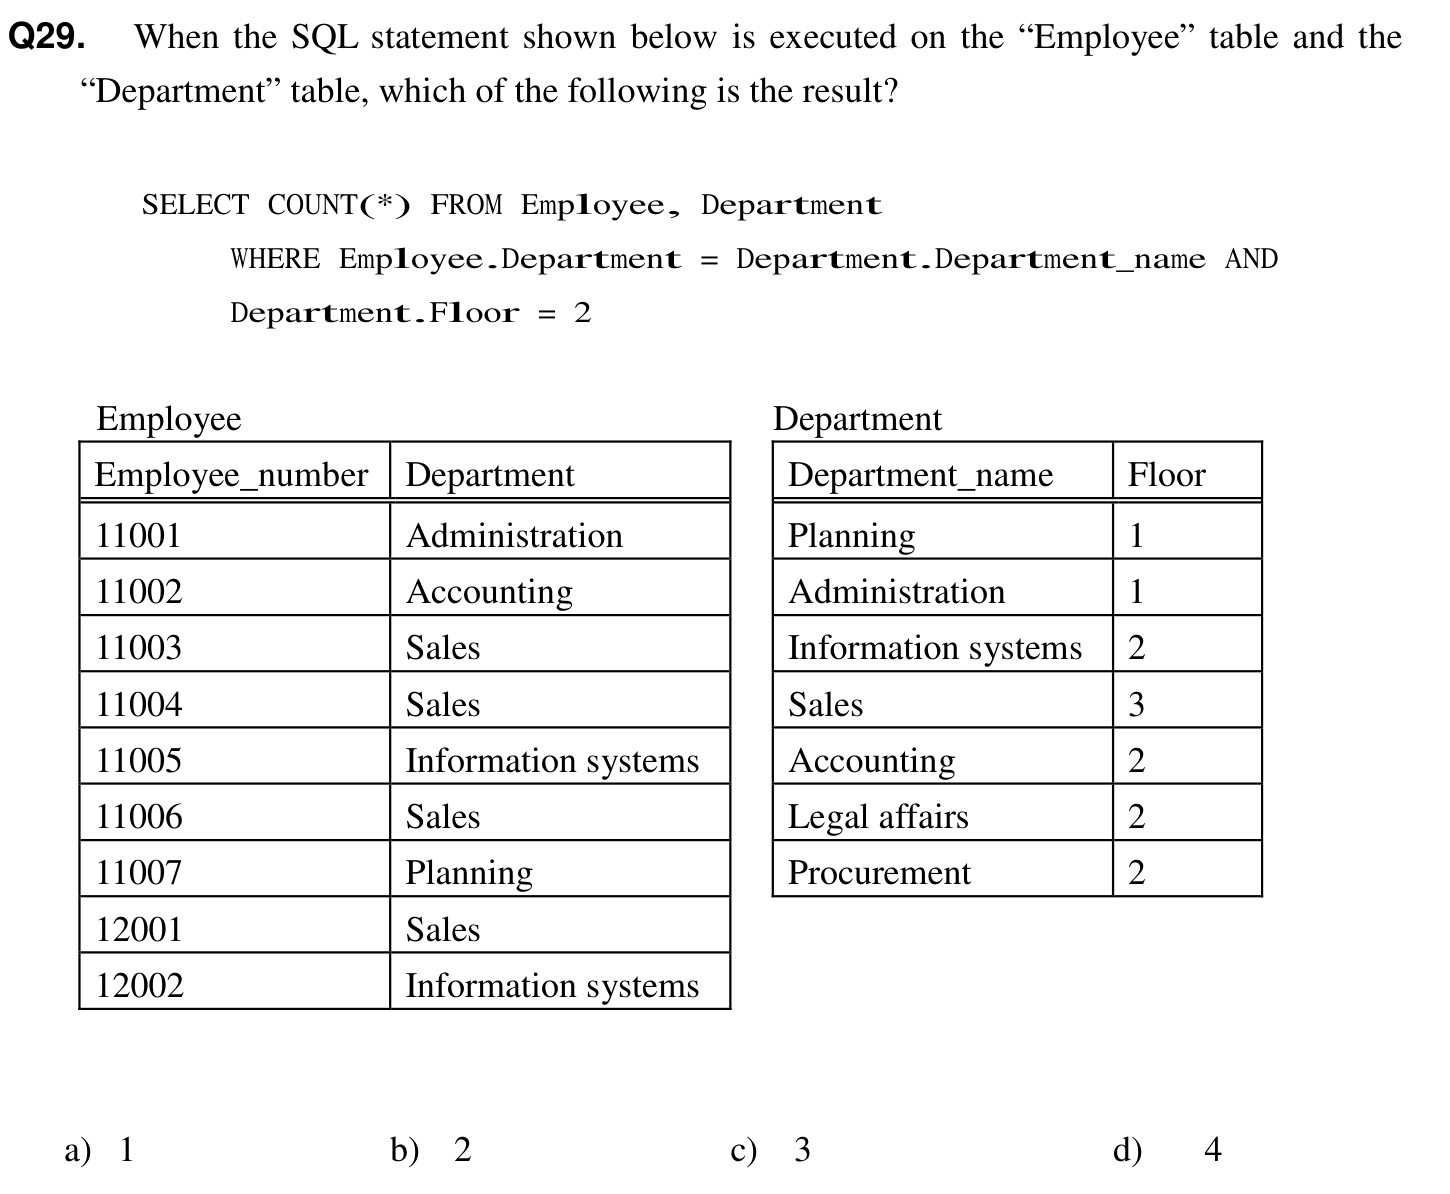 Q29. When the SQL statement shown below is executed on the “Employee” table and the
“Department” table, which of the following is the result?
SELECT COUNT(*) FROM Employee, Department
WHERE Employee.Department = Department.Department_name AND
Department.Floor = 2
Employee
Employee_number Department
11001 Administration
11002 Accounting
11003 Sales
11004 Sales
11005 Information systems
11006 Sales
11007 Planning
12001 Sales
12002 Information systems
Department
Department_name Floor
Planning 1
Administration 1
Information systems 2
Sales 3
Accounting 2
Legal affairs 2
Procurement 2
a) 1 b) 2 c) 3 d) 4